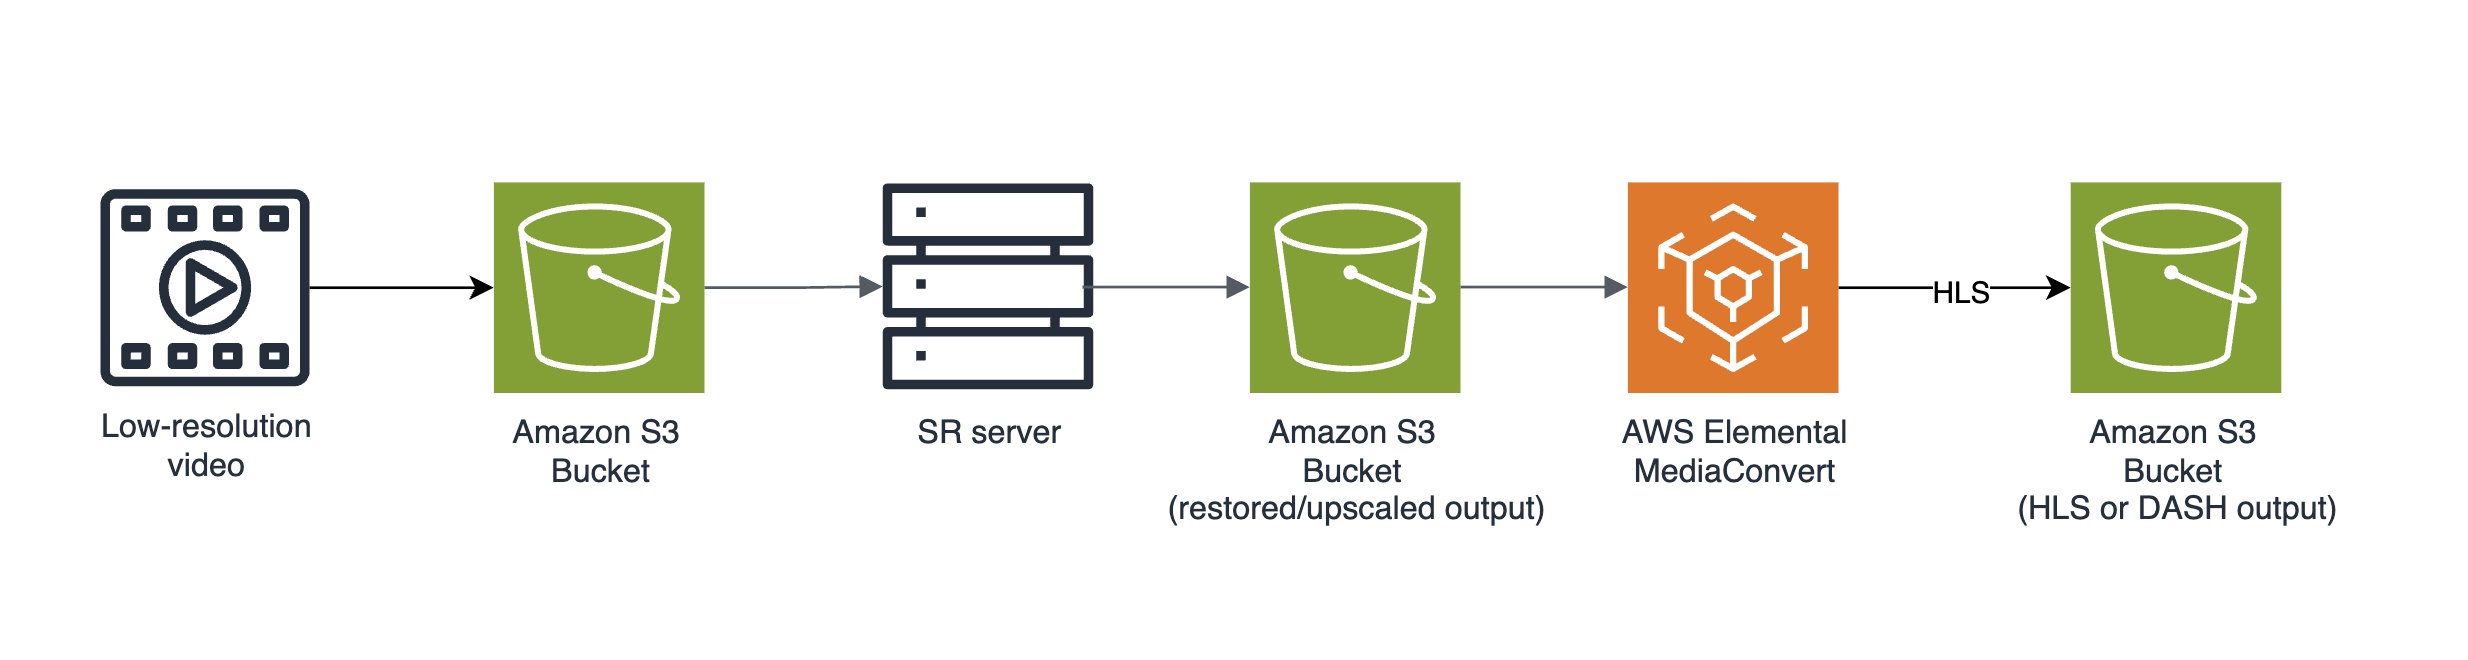 Low-resolution
video
Amazon S3
Bucket
SR server
Amazon S3
Bucket
(restored/upscaled output)
AWS Elemental
MediaConvert
HLS
Amazon S3
Bucket
(HLS or DASH output)